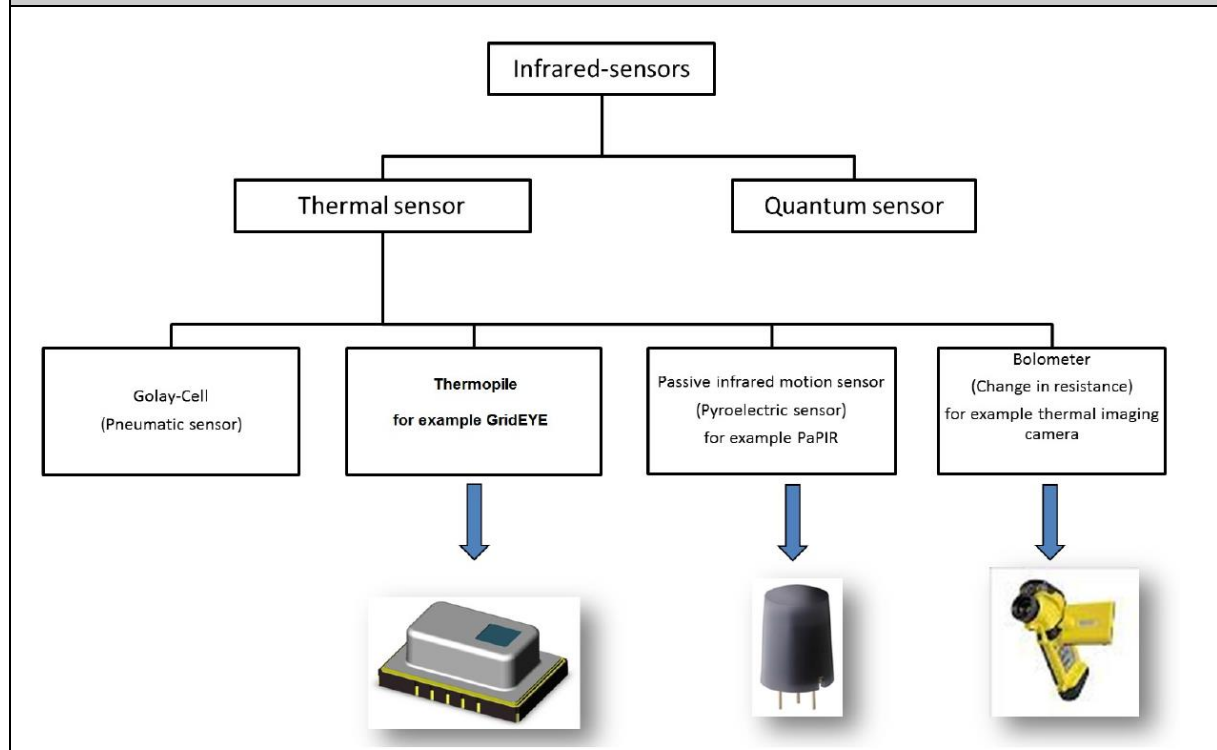 Infrared-sensors
Thermal sensor
Quantum sensor
Golay-Cell
(Pneumatic sensor)
Thermopile
for example GridEYE
Passive infrared motion sensor
(Pyroelectric sensor)
for example PaPIR
Bolometer
(Change in resistance)
for example thermal imaging
camera